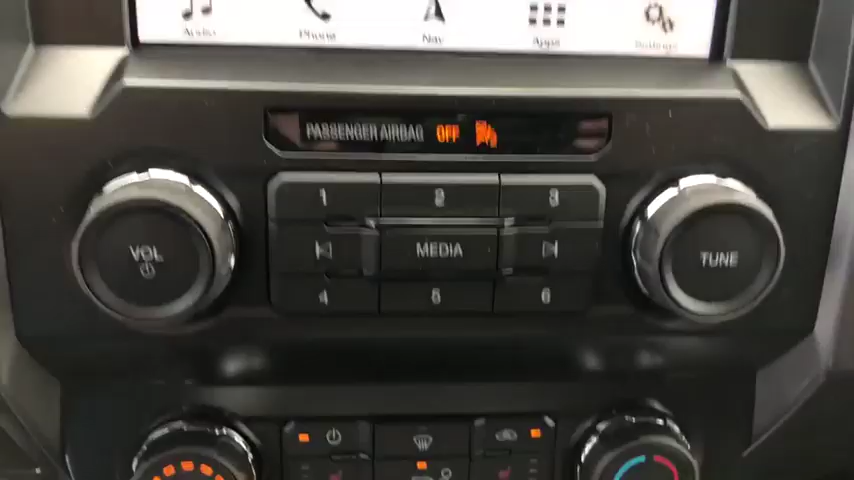 Audio Phone Nav Apps Settings
PASSENGER AIRBAG OFF
1 2 3
VOL MEDIA TUNE
4 5 6